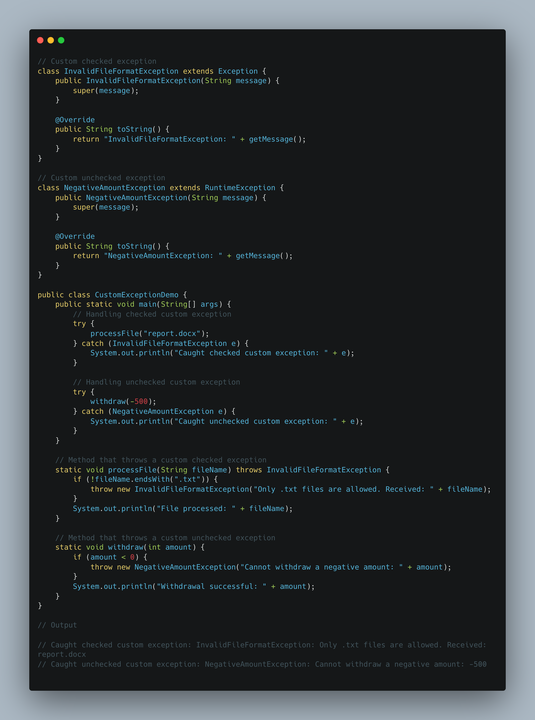 // Custom checked exception
class InvalidFileFormatException extends Exception {
    public InvalidFileFormatException(String message) {
        super(message);
    }

    @Override
    public String toString() {
        return "InvalidFileFormatException: " + getMessage();
    }
}

// Custom unchecked exception
class NegativeAmountException extends RuntimeException {
    public NegativeAmountException(String message) {
        super(message);
    }

    @Override
    public String toString() {
        return "NegativeAmountException: " + getMessage();
    }
}

public class CustomExceptionDemo {
    public static void main(String[] args) {
        // Handling checked custom exception
        try {
            processFile("report.docx");
        } catch (InvalidFileFormatException e) {
            System.out.println("Caught checked custom exception: " + e);
        }

        // Handling unchecked custom exception
        try {
            withdraw(-500);
        } catch (NegativeAmountException e) {
            System.out.println("Caught unchecked custom exception: " + e);
        }
    }

    // Method that throws a custom checked exception
    static void processFile(String fileName) throws InvalidFileFormatException {
        if (!fileName.endsWith(".txt")) {
            throw new InvalidFileFormatException("Only .txt files are allowed. Received: " + fileName);
        }
        System.out.println("File processed: " + fileName);
    }

    // Method that throws a custom unchecked exception
    static void withdraw(int amount) {
        if (amount < 0) {
            throw new NegativeAmountException("Cannot withdraw a negative amount: " + amount);
        }
        System.out.println("Withdrawal successful: " + amount);
    }
}

// Output

// Caught checked custom exception: InvalidFileFormatException: Only .txt files are allowed. Received:
report.docx
// Caught unchecked custom exception: NegativeAmountException: Cannot withdraw a negative amount: -500